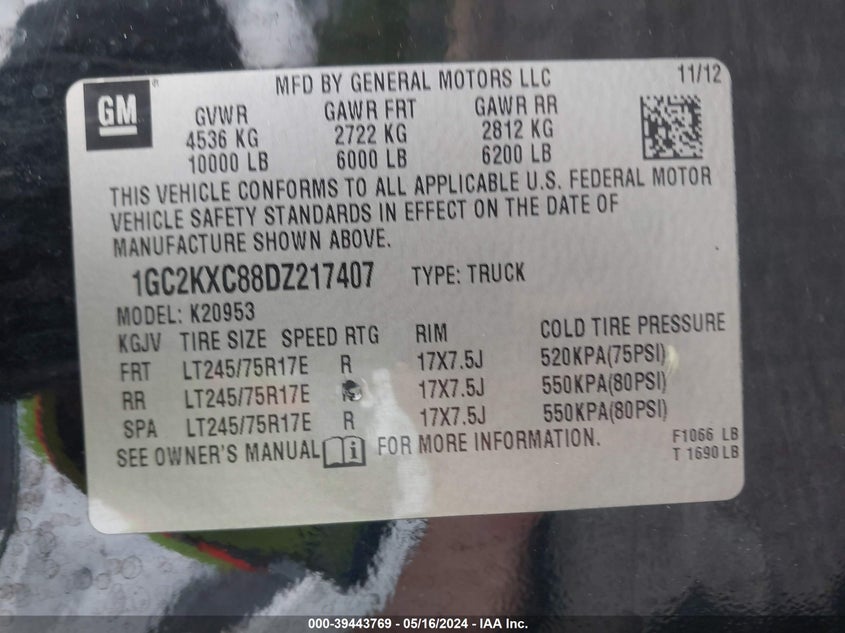 MFD BY GENERAL MOTORS LLC 11/12
GM
GVWR GAWR FRT GAWR RR
4536 KG 2722 KG 2812 KG
10000 LB 6000 LB 6200 LB
THIS VEHICLE CONFORMS TO ALL APPLICABLE U.S. FEDERAL MOTOR
VEHICLE SAFETY STANDARDS IN EFFECT ON THE DATE OF
MANUFACTURE SHOWN ABOVE.
1GC2KXC88DZ217407 TYPE: TRUCK
MODEL: K20953
KGJV TIRE SIZE SPEED RTG RIM COLD TIRE PRESSURE
FRT LT245/75R17E R 17X7.5J 520KPA(75PSI)
RR LT245/75R17E 17X7.5J 550KPA(80PSI)
SPA LT245/75R17E R 17X7.5J 550KPA(80PSI)
SEE OWNER'S MANUAL FOR MORE INFORMATION.
F1066 LB
T 1690LB
000-39443769 - 05/16/2024 - IAA Inc.